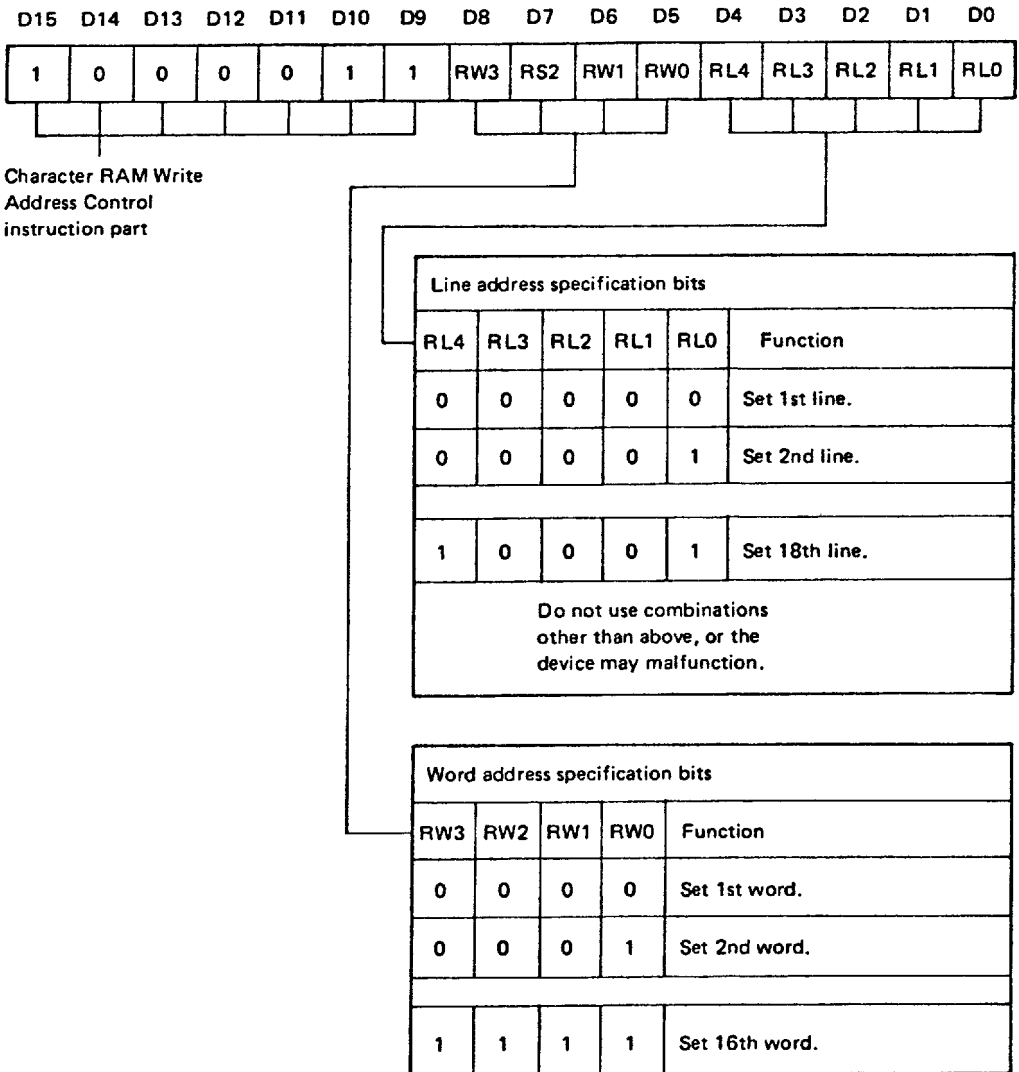 D15 D14 D13 D12 D11 D10 D9 D8 D7 D6 D5 D4 D3 D2 D1 D0
1 0 0 0 0 1 1 RW3 RS2 RW1 RW0 RL4 RL3 RL2 RL1 RL0
Character RAM Write
Address Control
instruction part
Line address specification bits
RL4 RL3 RL2 RL1 RL0 Function
0 0 0 0 0 Set 1st line.
0 0 0 0 1 Set 2nd line.
1 0 0 0 1 Set 18th line.
Do not use combinations
other than above, or the
device may malfunction.
Word address specification bits
RW3 RW2 RW1 RW0 Function
0 0 0 0 Set 1st word.
0 0 0 1 Set 2nd word.
1 1 1 1 Set 16th word.